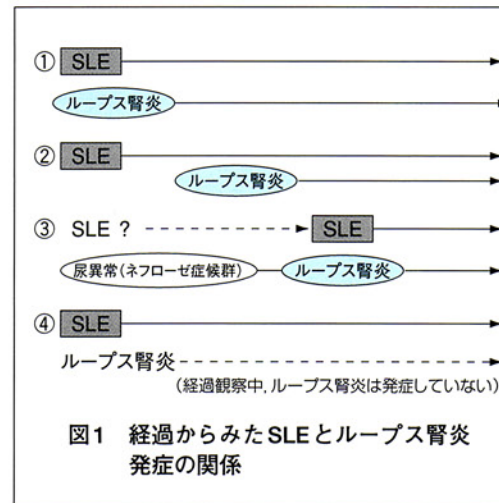 ① SLE
ループス腎炎
② SLE
ループス腎炎
③ SLE ? SLE
尿異常(ネフローゼ症候群) ループス腎炎
④ SLE
ループス腎炎
(経過観察中,ループス腎炎は発症していない)
図1 経過からみたSLEとループス腎炎
発症の関係